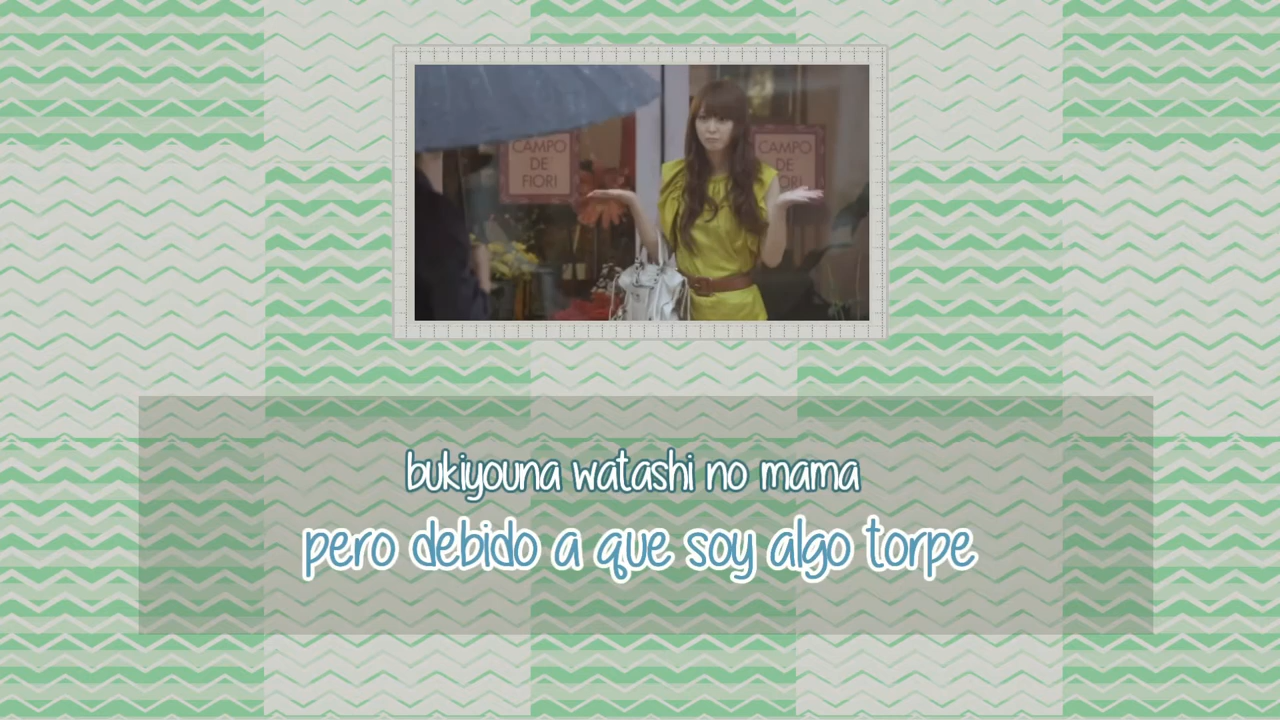 CAMPO
DE
FIORI
CAMPO
DE
bukiyouna watashi no mama
pero debido a que soy algo torpe